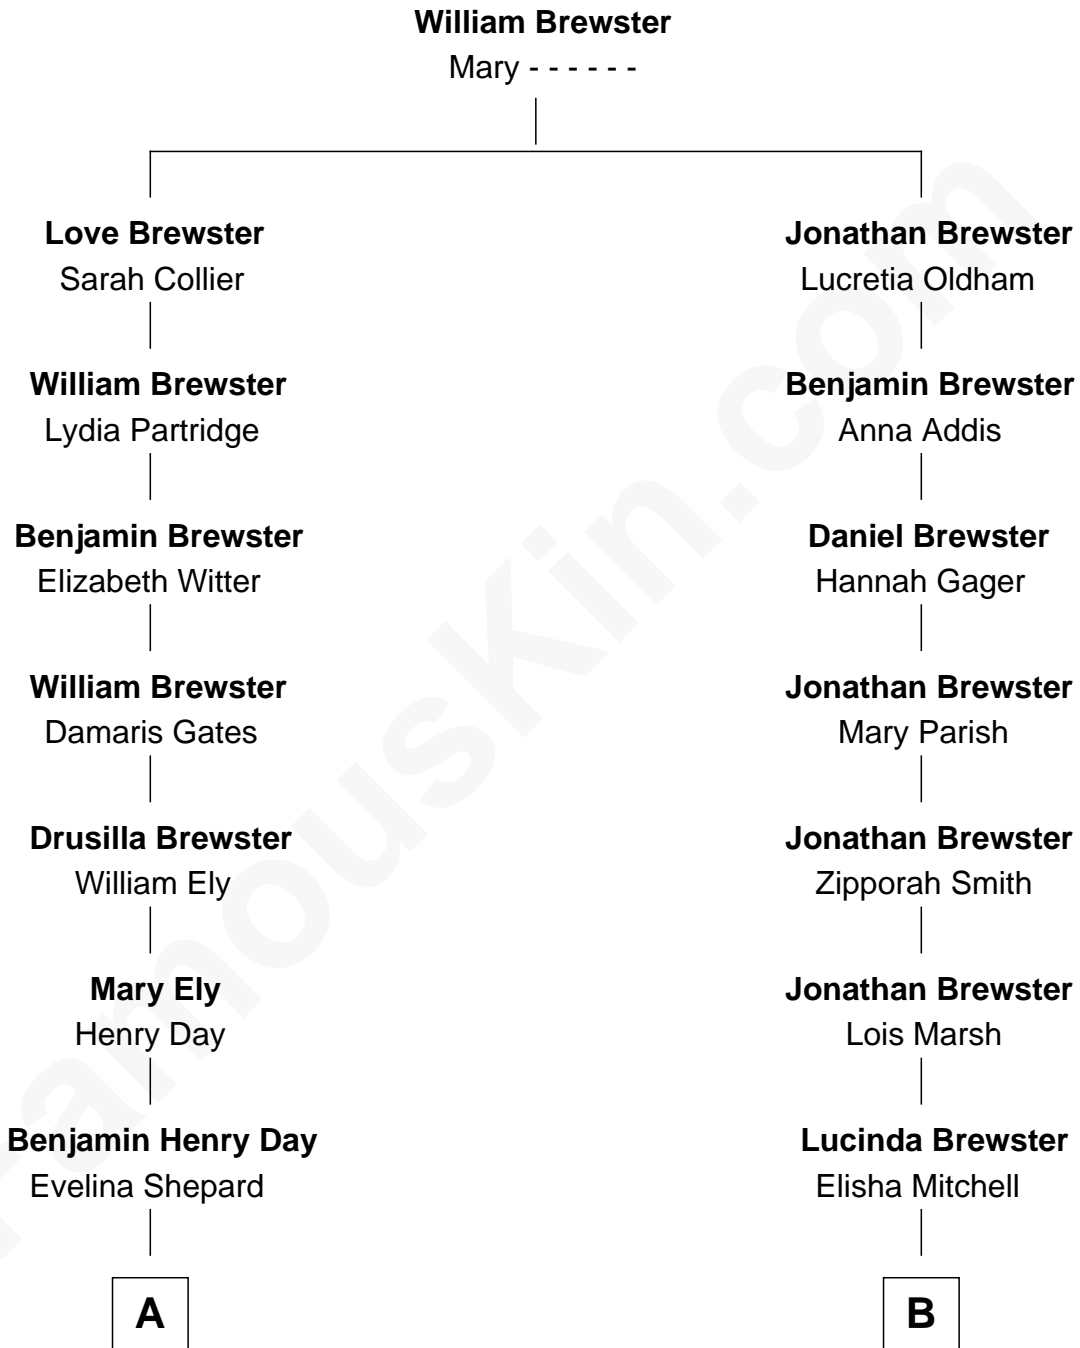 William Brewster
Mary - - - - - -
Love Brewster
Sarah Collier
Jonathan Brewster
Lucretia Oldham
William Brewster
Lydia Partridge
Benjamin Brewster
Anna Addis
Benjamin Brewster
Elizabeth Witter
Daniel Brewster
Hannah Gager
William Brewster
Damaris Gates
Jonathan Brewster
Mary Parish
Drusilla Brewster
William Ely
Jonathan Brewster
Zipporah Smith
Mary Ely
Henry Day
Jonathan Brewster
Lois Marsh
Benjamin Henry Day
Evelina Shepard
Lucinda Brewster
Elisha Mitchell
A
B
FamousKin.com